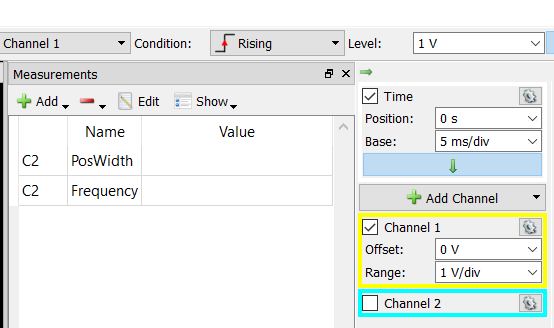 Channel 1 Condition: Rising Level: 1 V
Measurements
Add Edit Show
Name Value
C2 PosWidth
C2 Frequency
Time
Position: 0 s
Base: 5 ms/div
Add Channel
Channel 1
Offset: 0 V
Range: 1 V/div
Channel 2